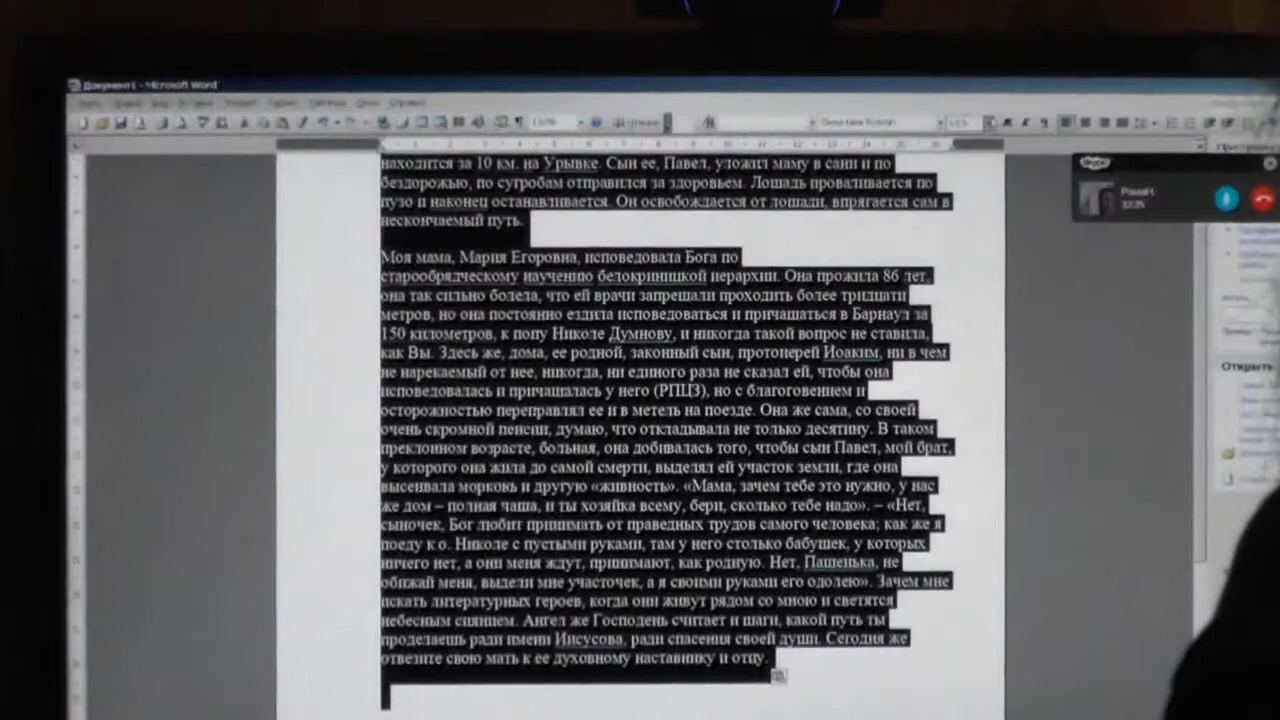 Документ1 - Microsoft Word
находится за 10 км. на Урывке. Сын ее, Павел, уложил маму в сани и по
бездорожью, по сугробам отправился за здоровьем. Лошадь проваливается по
пузо и наконец останавливается. Он освобождается от лошади, впрягается сам в
нескончаемый путь.
Моя мама, Мария Егоровна, исповедовала Бога по
старообрядческому научению белокриницкой иерархии. Она прожила 86 лет,
она так сильно болела, что ей врачи запрещали проходить более тридцати
метров, но она постоянно ездила исповедоваться и причащаться в Барнаул за
150 километров, к попу Николе Думнову, и никогда такой вопрос не ставила,
как Вы. Здесь же, дома, ее родной, законный сын, протоиерей Иоаким, ни в чем
не нарекаемый от нее, никогда, ни единого раза не сказал ей, чтобы она
исповедовалась и причащалась у него (РПЦЗ), но с благоговением и
осторожностью переправлял ее и в метель на поезде. Она же сама, со своей
очень скромной пенсии, думаю, что откладывала не только десятину. В таком
преклонном возрасте, больная, она добивалась того, чтобы сын Павел, мой брат,
у которого она жила до самой смерти, выделял ей участок земли, где она
высевала морковь и другую «живность». «Мама, зачем тебе это нужно, у нас
же дом – полная чаша, и ты хозяйка всему, бери, сколько тебе надо». – «Нет,
сыночек, Бог любит принимать от праведных трудов самого человека; как же я
поеду к о. Николе с пустыми руками, там у него столько бабушек, у которых
ничего нет, а они меня ждут, принимают, как родную. Нет, Пашенька, не
обижай меня, выдели мне участочек, а я своими руками его одолею». Зачем мне
искать литературных героев, когда они живут рядом со мною и светятся
небесным сиянием. Ангел же Господень считает и шаги, какой путь ты
проделаешь ради имени Иисусова, ради спасения своей души. Сегодня же
отвезите свою мать к ее духовному наставнику и отцу.
skype
Открыть